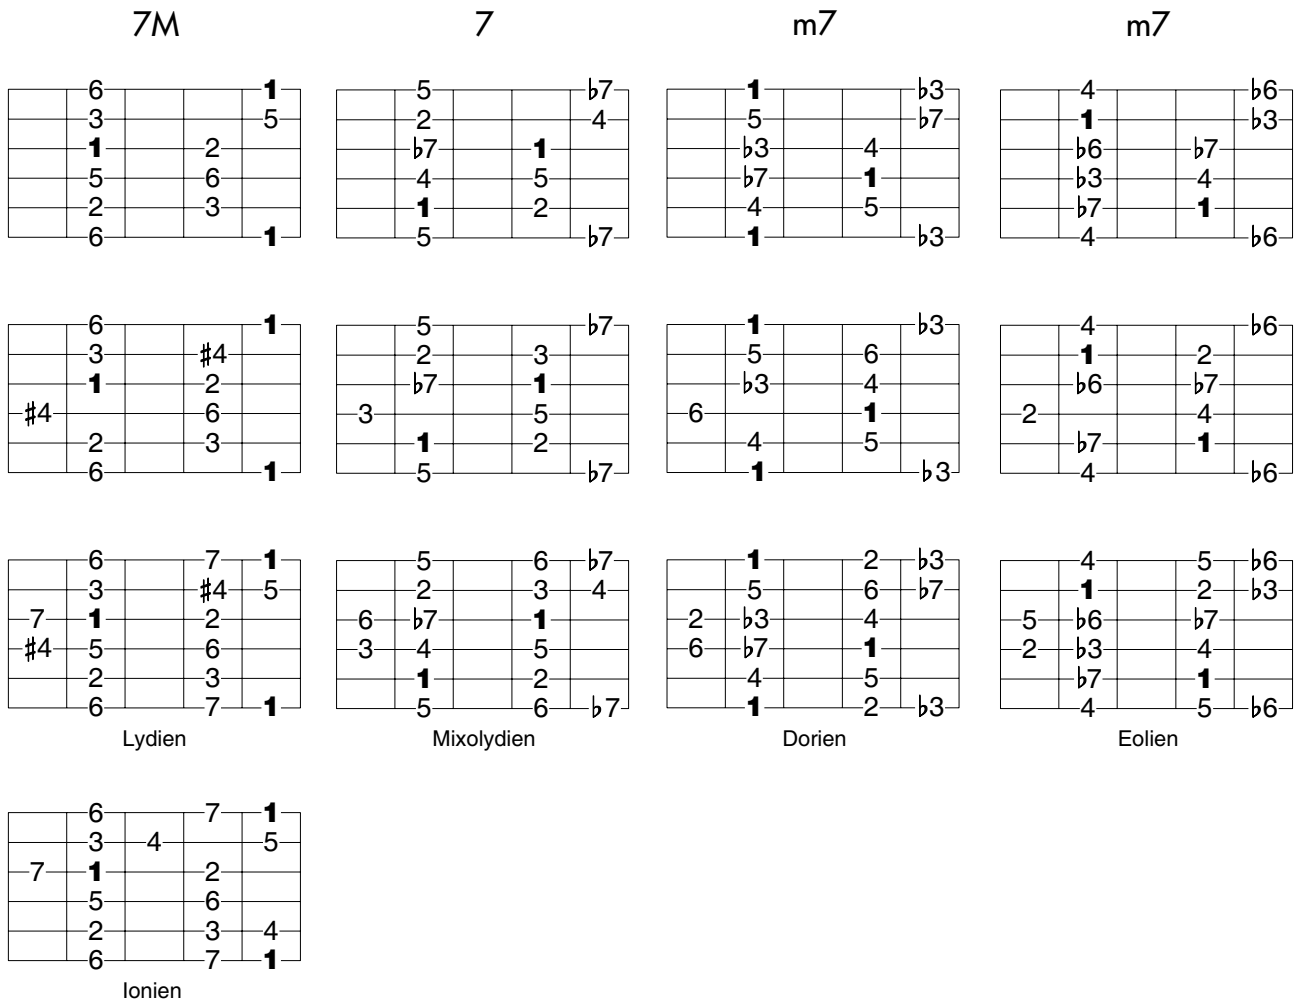 7M 7 m7 m7
6 1 5 ♭7 1 ♭3 4 ♭6
3 5 2 4 5 ♭7 1 ♭3
1 2 ♭7 1 ♭3 4 ♭6 ♭7
5 6 4 5 ♭7 1 ♭3 4
2 3 1 2 4 5 ♭7 1
6 1 5 ♭7 1 ♭3 4 ♭6
6 1 5 ♭7 1 ♭3 4 ♭6
3 ♯4 2 3 5 6 1 2
1 2 ♭7 1 ♭3 4 ♭6 ♭7
♯4 6 3 5 6 1 2 4
2 3 1 2 4 5 ♭7 1
6 1 5 ♭7 1 ♭3 4 ♭6
6 7 1 5 6 ♭7 1 2 ♭3 4 5 ♭6
3 ♯4 5 2 3 4 5 6 ♭7 1 2 ♭3
7 1 2 6 ♭7 1 2 ♭3 4 5 ♭6 ♭7
♯4 5 6 3 4 5 6 ♭7 1 2 ♭3 4
2 3 1 2 4 5 ♭7 1
6 7 1 5 6 ♭7 1 2 ♭3 4 5 ♭6
Lydien Mixolydien Dorien Eolien
6 7 1
3 4 5
7 1 2
5 6
2 3 4
6 7 1
Ionien